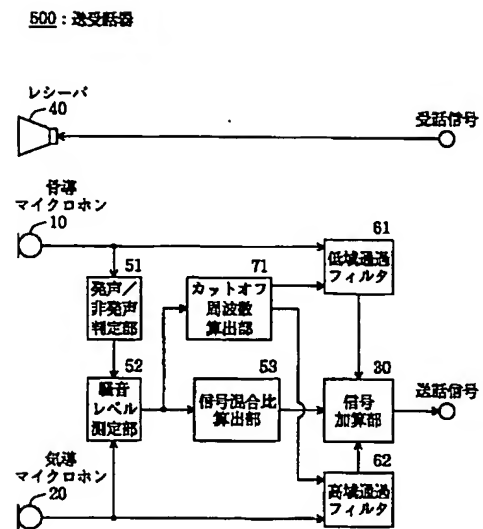 500：送受話器
レシーバ
40
受話信号
骨導
マイクロホン
10
61
低域通過
フィルタ
51
発声／
非発声
判定部
71
カットオフ
周波数
算出部
52
騒音
レベル
測定部
53
信号混合比
算出部
30
信号
加算部
送話信号
気導
マイクロホン
20
62
高域通過
フィルタ